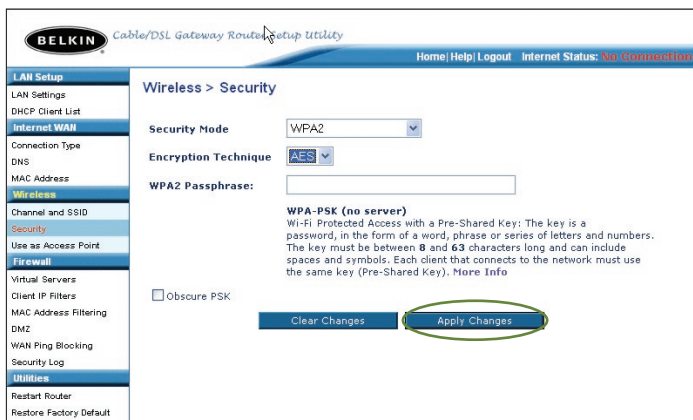 BELKIN
Cable/DSL Gateway Router Setup Utility
Home|Help|Logout Internet Status: No Connection
LAN Setup
LAN Settings
DHCP Client List
Internet WAN
Connection Type
DNS
MAC Address
Wireless
Channel and SSID
Security
Use as Access Point
Firewall
Virtual Servers
Client IP Filters
MAC Address Filtering
DMZ
WAN Ping Blocking
Security Log
Utilities
Restart Router
Restore Factory Default
Wireless > Security
Security Mode WPA2
Encryption Technique AES
WPA2 Passphrase:
WPA-PSK (no server)
Wi-Fi Protected Access with a Pre-Shared Key: The key is a
password, in the form of a word, phrase or series of letters and numbers.
The key must be between 8 and 63 characters long and can include
spaces and symbols. Each client that connects to the network must use
the same key (Pre-Shared Key). More Info
Obscure PSK
Clear Changes Apply Changes